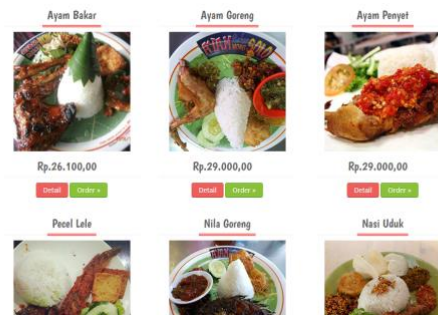 Ayam Bakar
Ayam Goreng
Ayam Penyet
Rp.26.100,00
Rp.29.000,00
Rp.29.000,00
Detail
Order »
Detail
Order »
Detail
Order »
Pecel Lele
Nila Goreng
Nasi Uduk